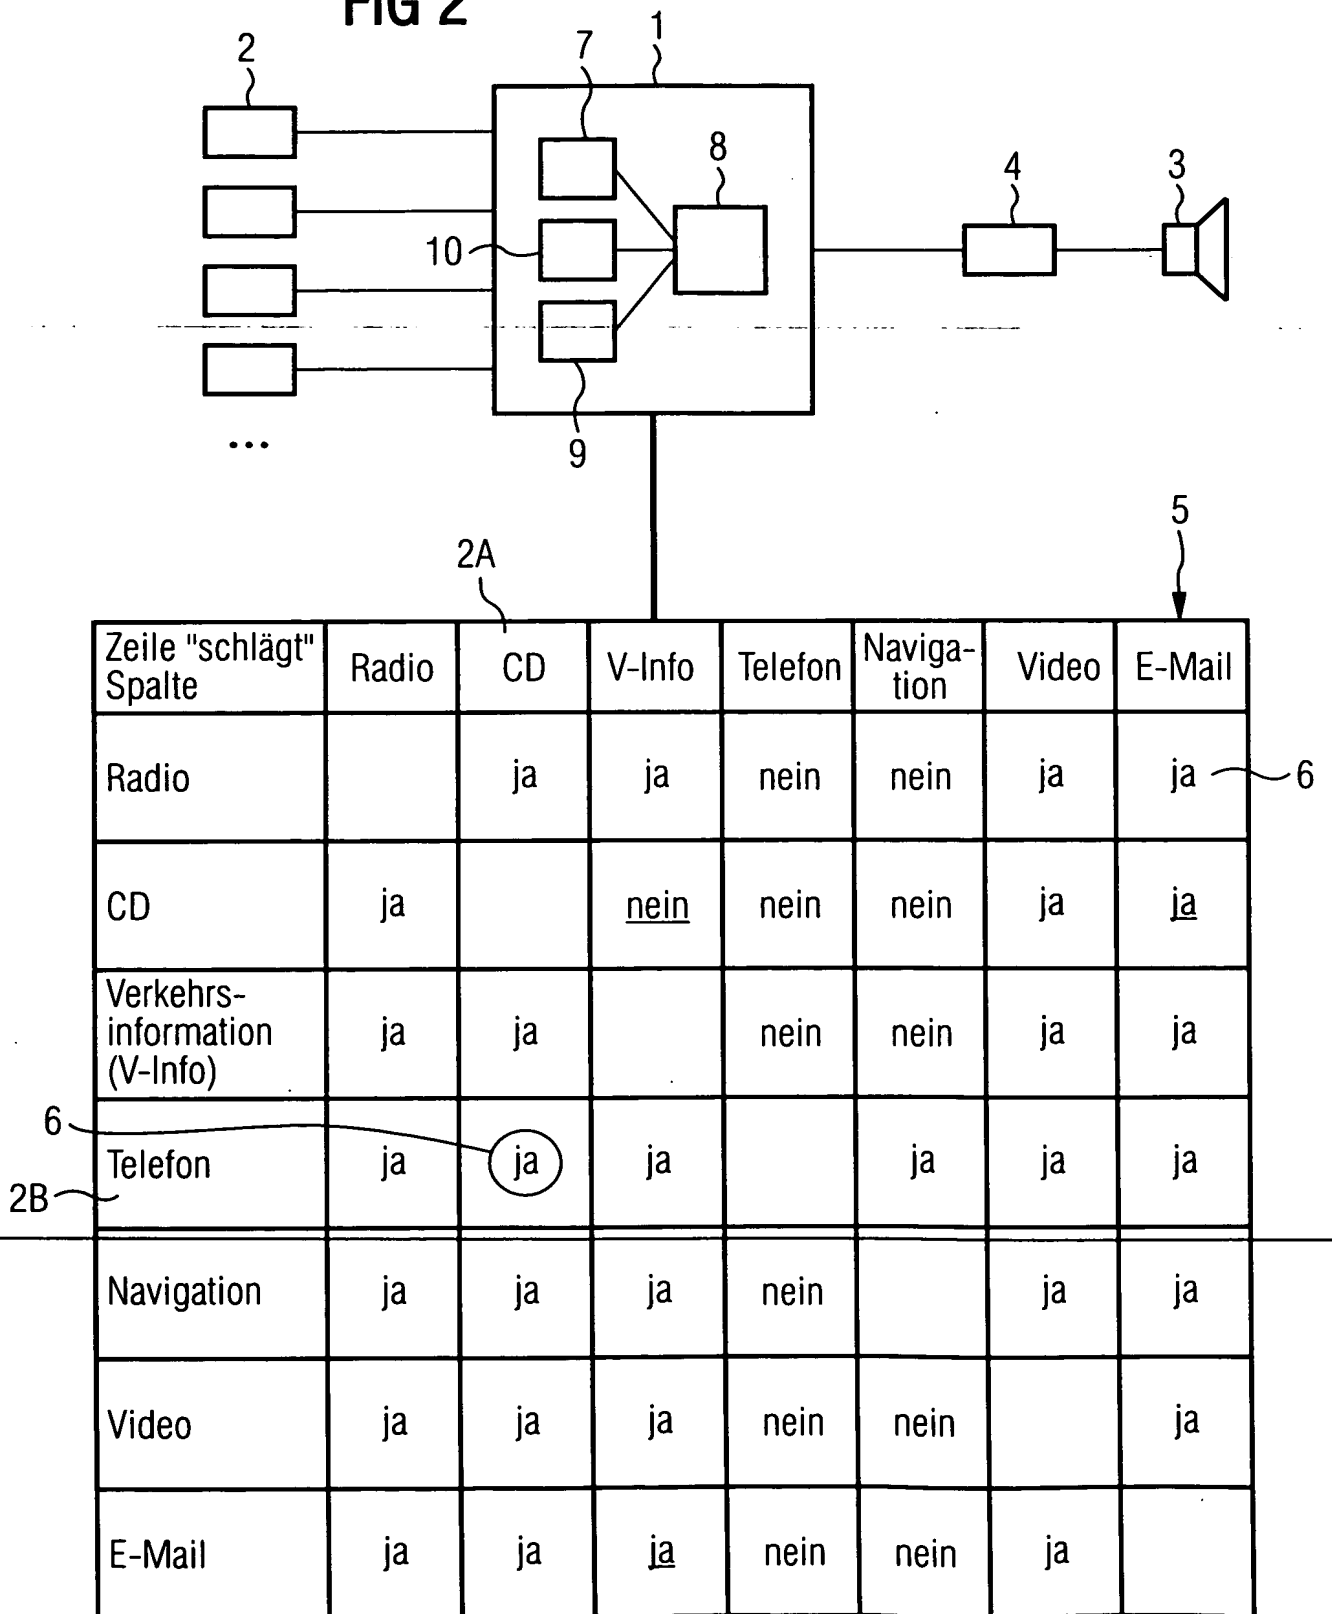 FIG 2
1
2
7
8
4
3
10
9
...
5
2A
Zeile "schlägt"
Spalte
Radio
CD
V-Info
Telefon
Naviga-
tion
Video
E-Mail
Radio
ja
ja
nein
nein
ja
ja
6
CD
ja
nein
nein
nein
ja
ja
Verkehrs-
information
(V-Info)
ja
ja
nein
nein
ja
ja
6
Telefon
ja
ja
ja
ja
ja
ja
2B
Navigation
ja
ja
ja
nein
ja
ja
Video
ja
ja
ja
nein
nein
ja
E-Mail
ja
ja
ja
nein
nein
ja